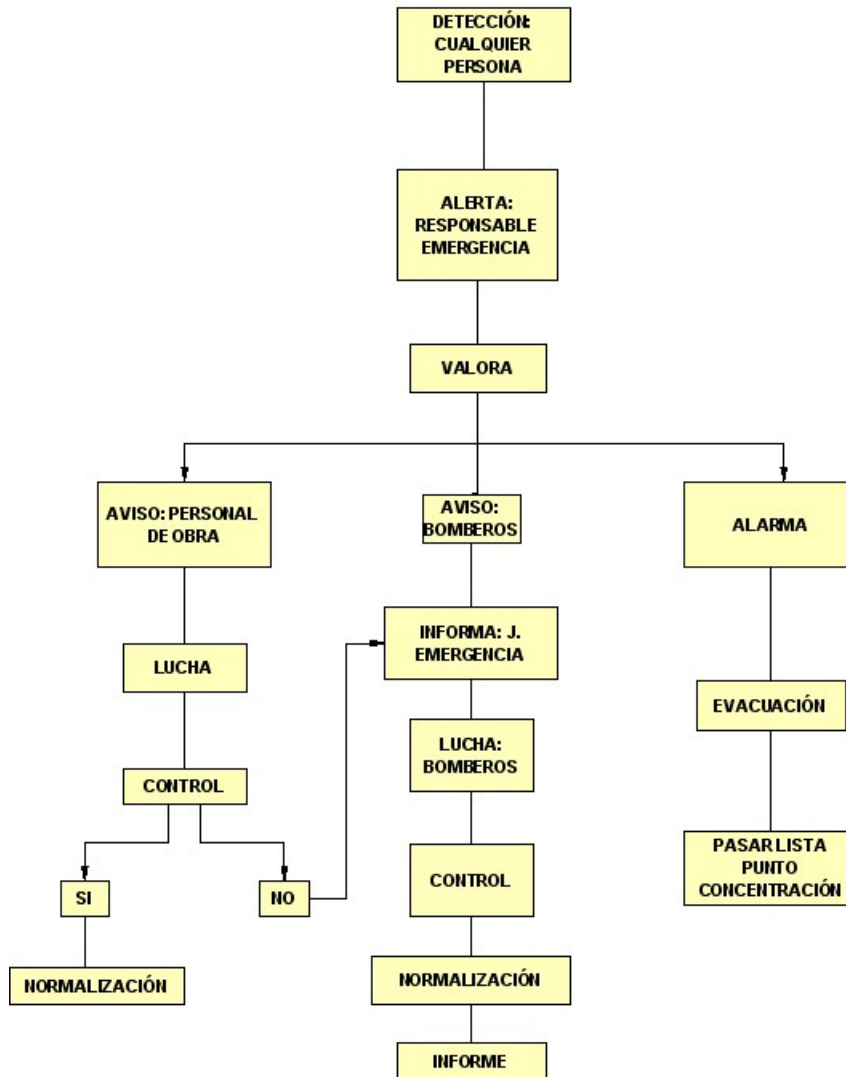 DETECCIÓN:
CUALQUIER
PERSONA
ALERTA:
RESPONSABLE
EMERGENCIA
VALORA
AVISO: PERSONAL
DE OBRA
AVISO:
BOMBEROS
ALARMA
INFORMA: J.
EMERGENCIA
LUCHA
EVACUACIÓN
LUCHA:
BOMBEROS
CONTROL
PASAR LISTA
PUNTO
CONCENTRACIÓN
CONTROL
SI
NO
NORMALIZACIÓN
NORMALIZACIÓN
INFORME